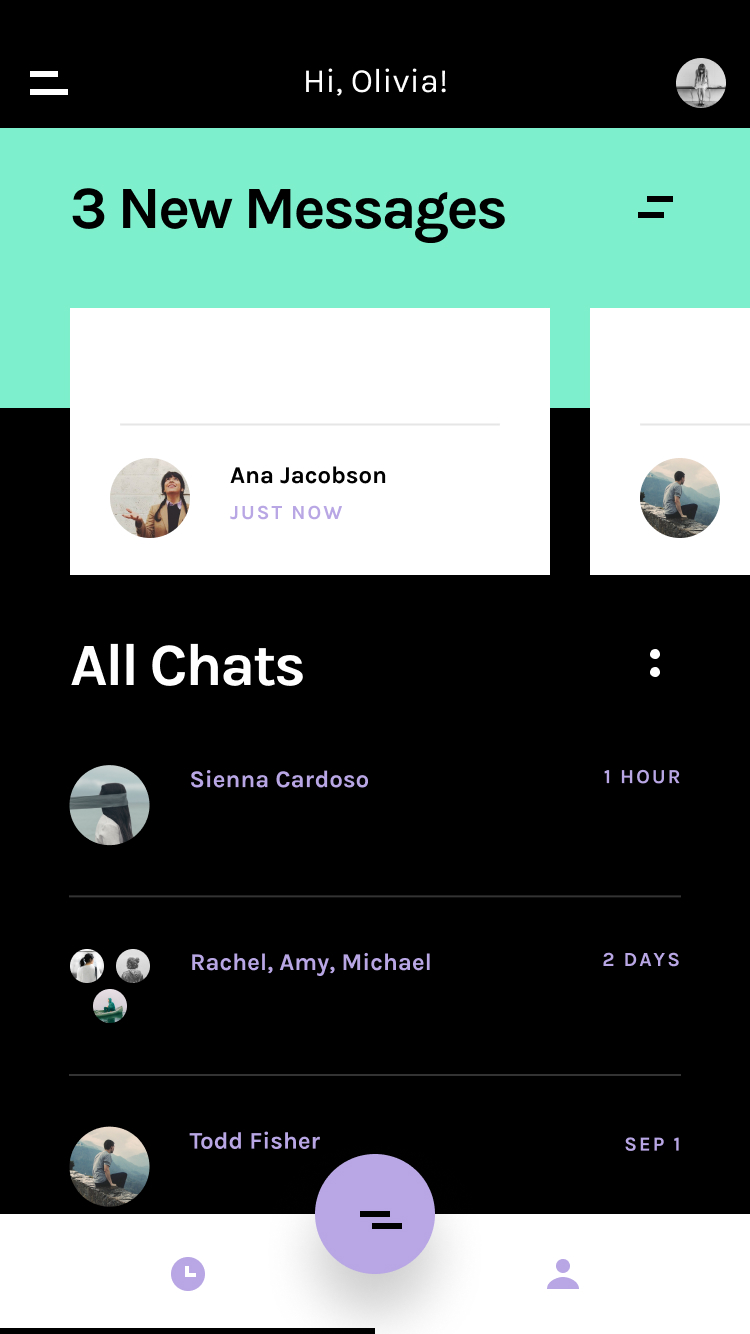 Hi, Olivia!
3 New Messages
Ana Jacobson
JUST NOW
All Chats
Sienna Cardoso
1 HOUR
Rachel, Amy, Michael
2 DAYS
Todd Fisher
SEP 1